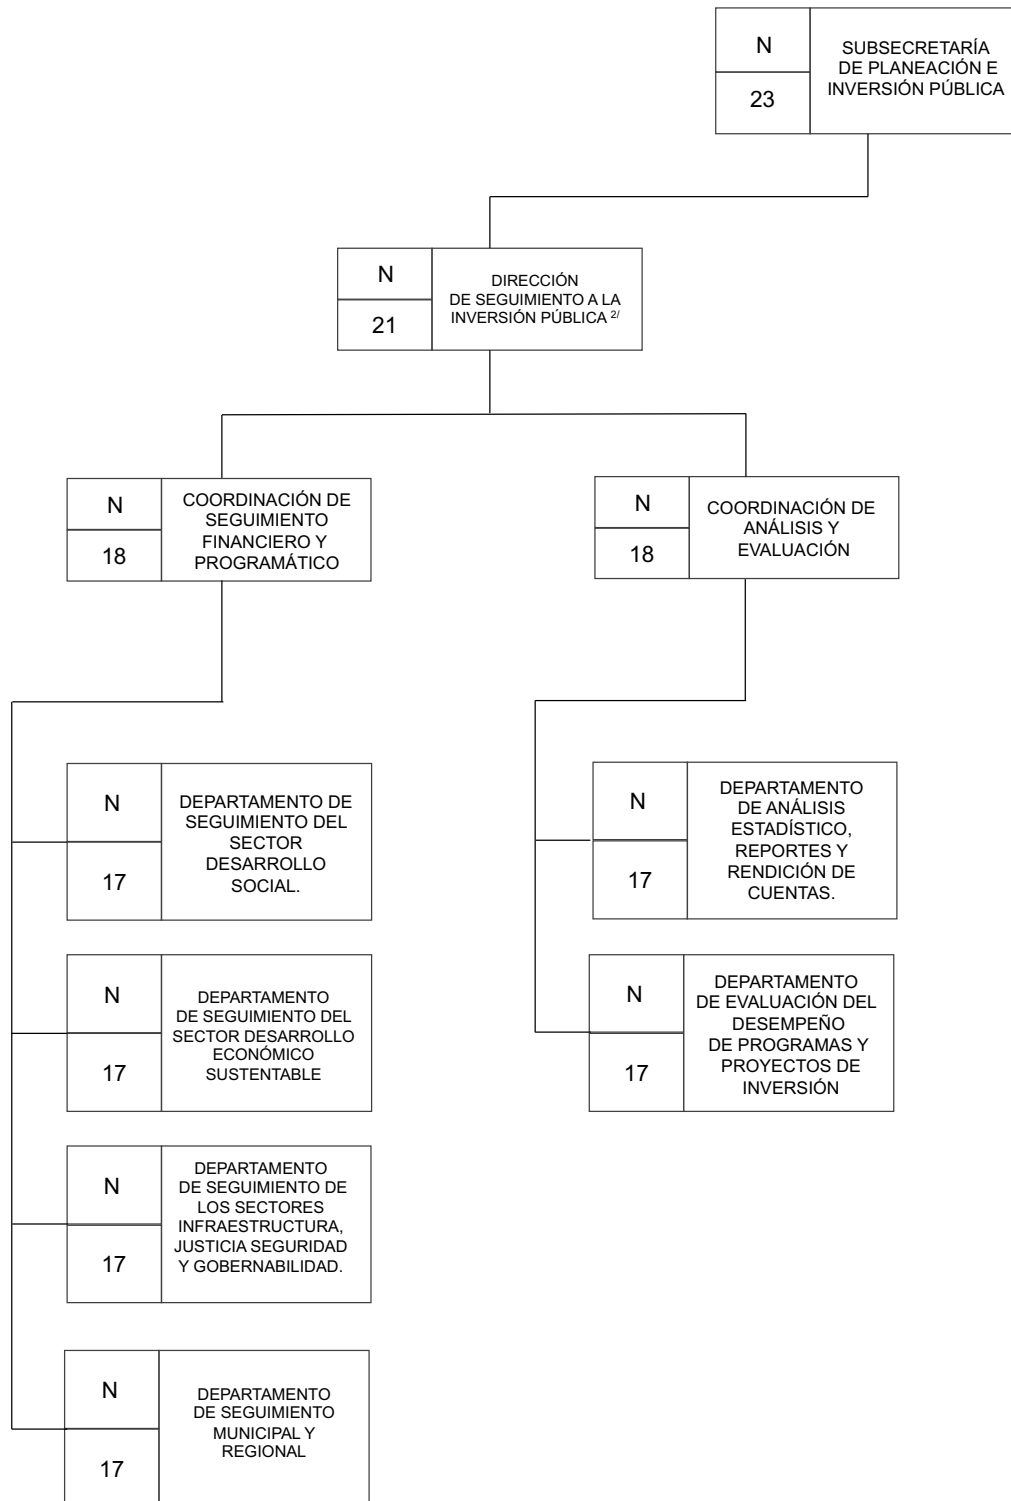 N
23
SUBSECRETARÍA
DE PLANEACIÓN E
INVERSIÓN PÚBLICA
N
21
DIRECCIÓN
DE SEGUIMIENTO A LA
INVERSIÓN PÚBLICA 2/
N
18
COORDINACIÓN DE
SEGUIMIENTO
FINANCIERO Y
PROGRAMÁTICO
N
18
COORDINACIÓN DE
ANÁLISIS Y
EVALUACIÓN
N
17
DEPARTAMENTO DE
SEGUIMIENTO DEL
SECTOR
DESARROLLO
SOCIAL.
N
17
DEPARTAMENTO
DE ANÁLISIS
ESTADÍSTICO,
REPORTES Y
RENDICIÓN DE
CUENTAS.
N
17
DEPARTAMENTO
DE SEGUIMIENTO DEL
SECTOR DESARROLLO
ECONÓMICO
SUSTENTABLE
N
17
DEPARTAMENTO
DE EVALUACIÓN DEL
DESEMPEÑO
DE PROGRAMAS Y
PROYECTOS DE
INVERSIÓN
N
17
DEPARTAMENTO
DE SEGUIMIENTO DE
LOS SECTORES
INFRAESTRUCTURA,
JUSTICIA SEGURIDAD
Y GOBERNABILIDAD.
N
17
DEPARTAMENTO
DE SEGUIMIENTO
MUNICIPAL Y
REGIONAL